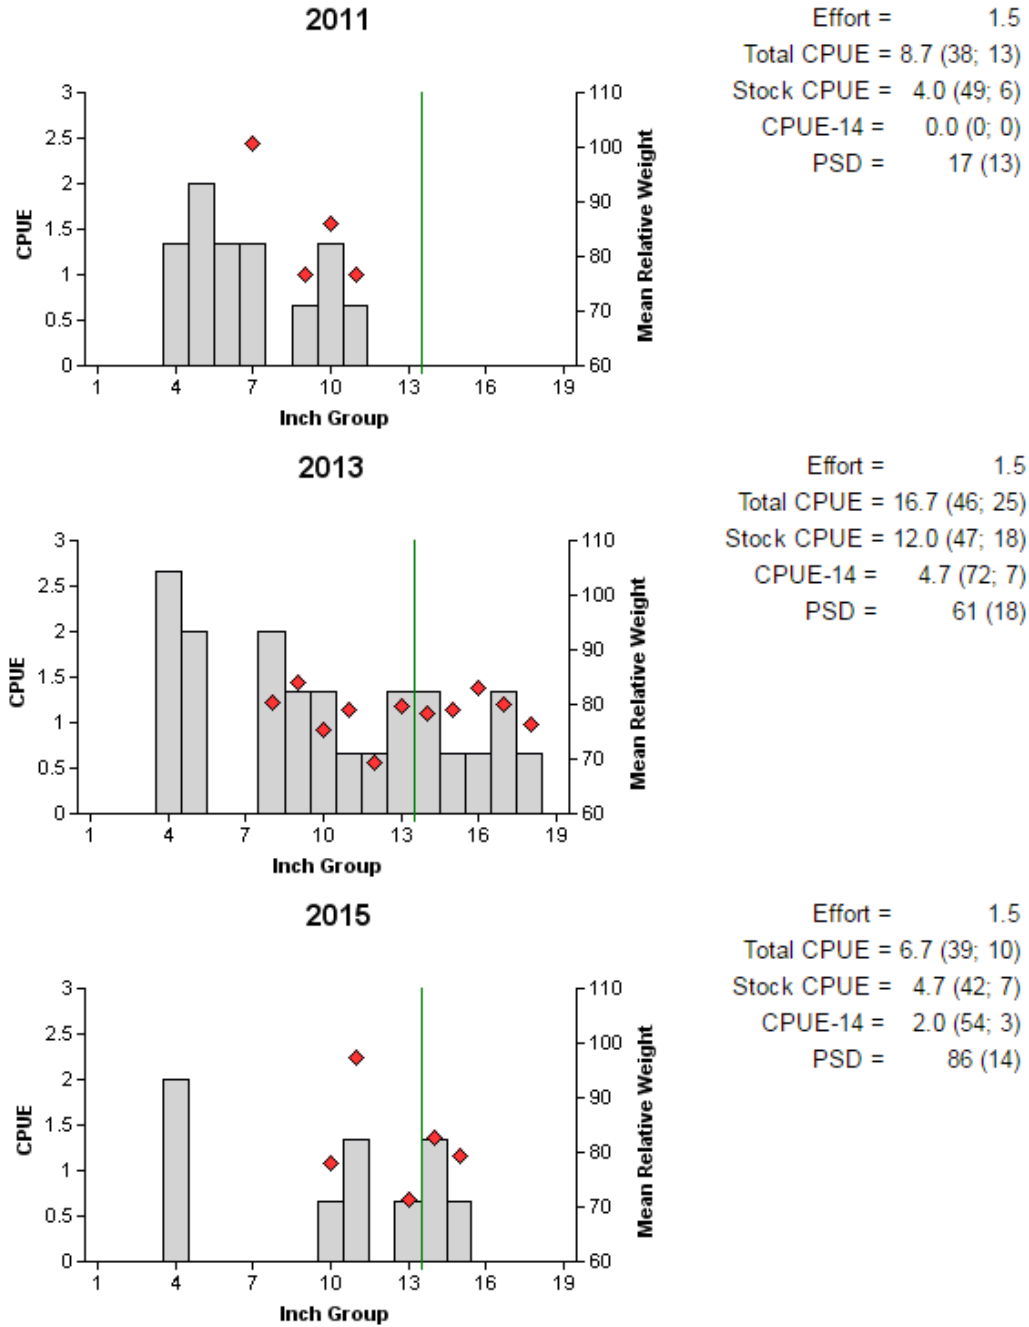 2011
Effort = 1.5
Total CPUE = 8.7 (38; 13)
Stock CPUE = 4.0 (49; 6)
CPUE-14 = 0.0 (0; 0)
PSD = 17 (13)
3
2.5
2
1.5
1
0.5
0
CPUE
110
100
90
80
70
60
Mean Relative Weight
1 4 7 10 13 16 19
Inch Group
2013
Effort = 1.5
Total CPUE = 16.7 (46; 25)
Stock CPUE = 12.0 (47; 18)
CPUE-14 = 4.7 (72; 7)
PSD = 61 (18)
3
2.5
2
1.5
1
0.5
0
CPUE
110
100
90
80
70
60
Mean Relative Weight
1 4 7 10 13 16 19
Inch Group
2015
Effort = 1.5
Total CPUE = 6.7 (39; 10)
Stock CPUE = 4.7 (42; 7)
CPUE-14 = 2.0 (54; 3)
PSD = 86 (14)
3
2.5
2
1.5
1
0.5
0
CPUE
110
100
90
80
70
60
Mean Relative Weight
1 4 7 10 13 16 19
Inch Group